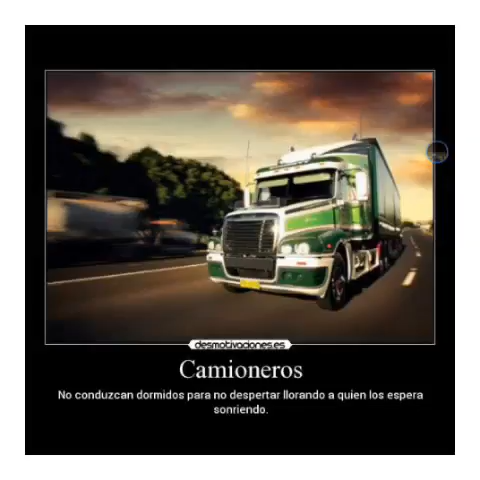 desmotivaciones.es
Camioneros
No conduzcan dormidos para no despertar llorando a quien los espera
sonriendo.